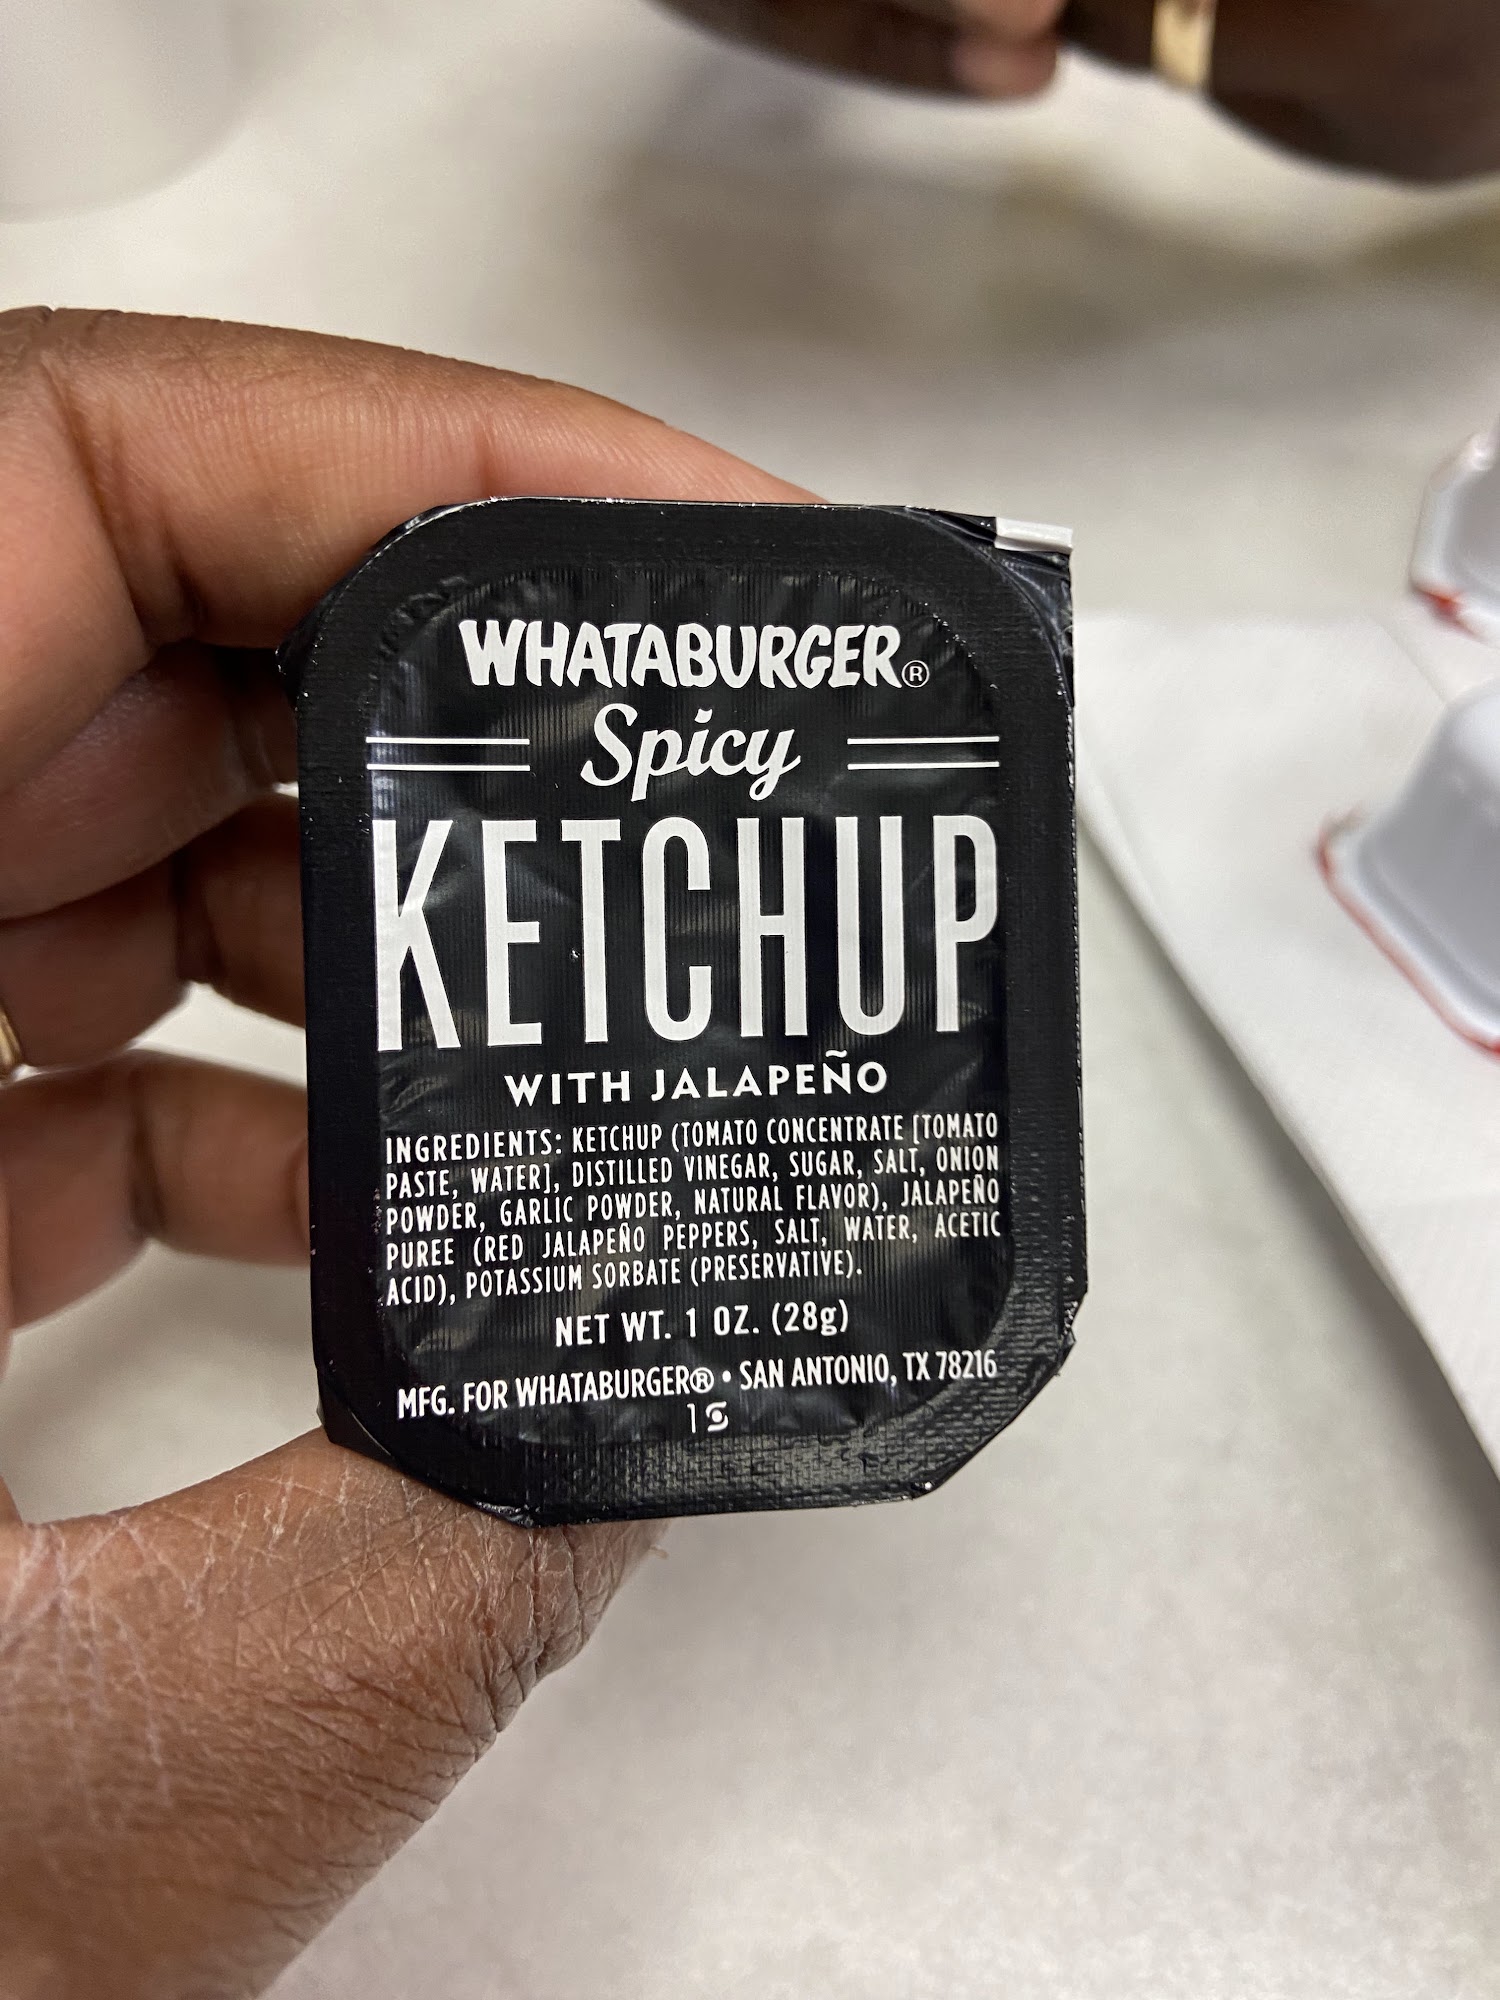 WHATABURGER®
Spicy
KETCHUP
WITH JALAPEÑO
INGREDIENTS: KETCHUP (TOMATO CONCENTRATE [TOMATO
PASTE, WATER], DISTILLED VINEGAR, SUGAR, SALT, ONION
POWDER, GARLIC POWDER, NATURAL FLAVOR), JALAPEÑO
PUREE (RED JALAPEÑO PEPPERS, SALT, WATER, ACETIC
ACID), POTASSIUM SORBATE (PRESERVATIVE).
NET WT. 1 OZ. (28g)
MFG. FOR WHATABURGER® • SAN ANTONIO, TX 78216
1